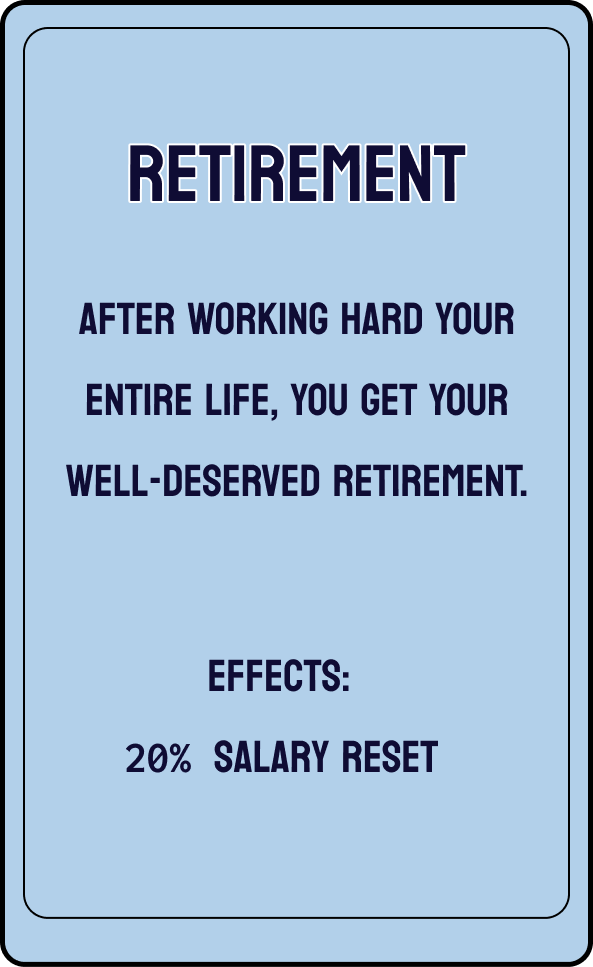 RETIREMENT
AFTER WORKING HARD YOUR
ENTIRE LIFE, YOU GET YOUR
WELL-DESERVED RETIREMENT.
EFFECTS:
20% SALARY RESET